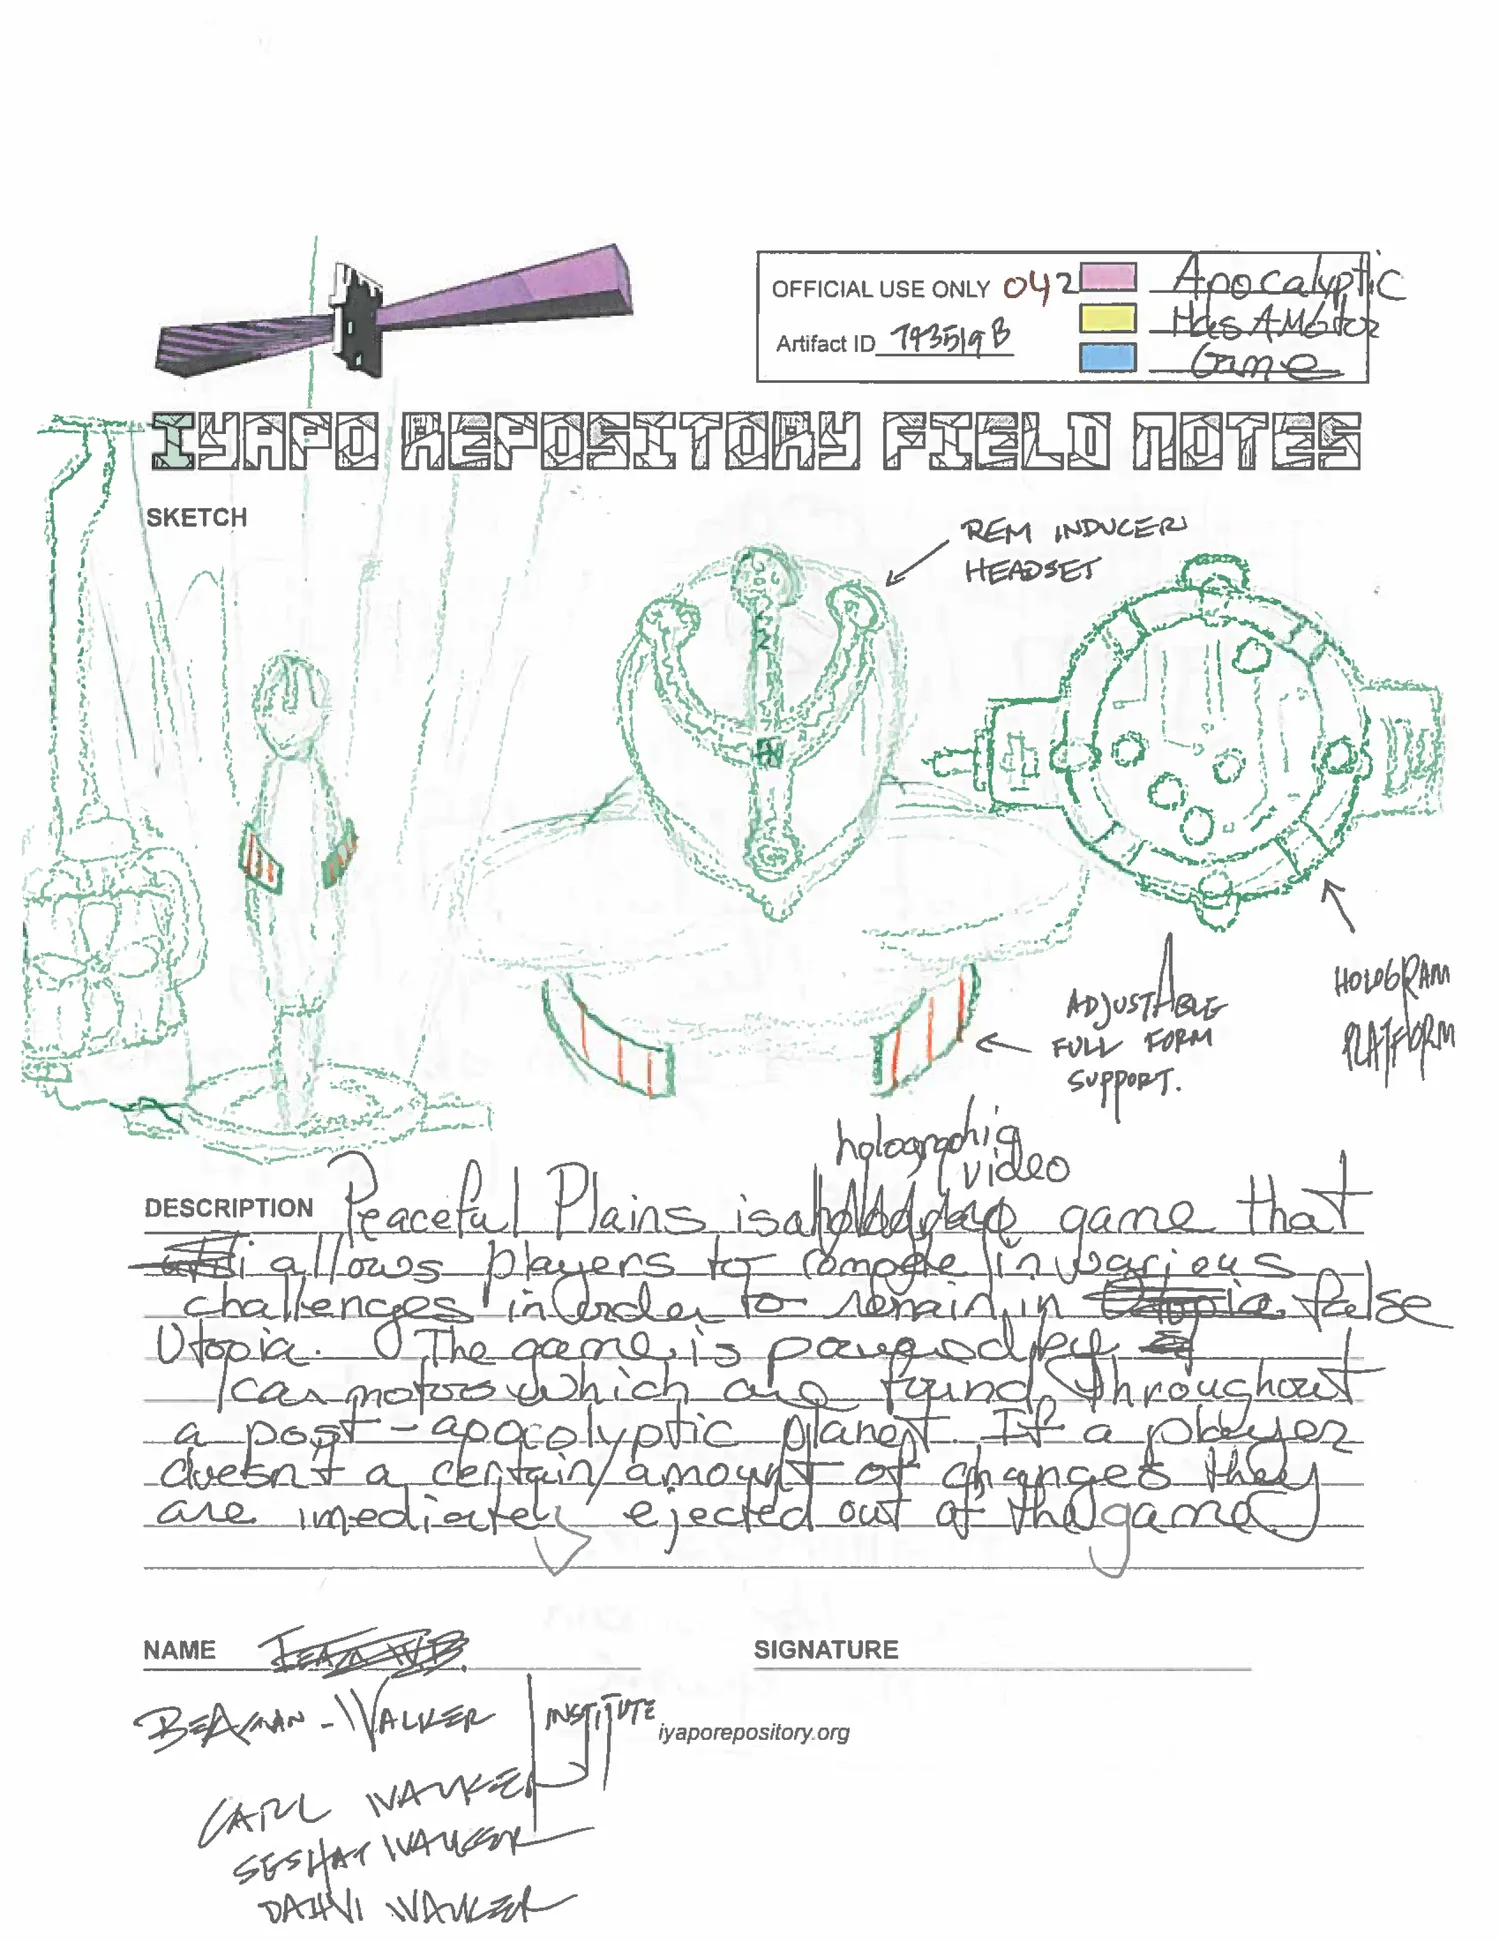 OFFICIAL USE ONLY 042
Apocalyptic
Artifact ID 793519B
Has A Motor
Game
IYAPO REPOSITORY FIELD NOTES
SKETCH
REM INDUCER
HEADSET
HOLOGRAM
PLATFORM
ADJUSTABLE
FULL FORM
SUPPORT.
holographic
video
DESCRIPTION Peaceful Plains is a game that
allows players to compete in various
challenges in order to remain in Utopia false
Utopia. The game is powered by
car motors which are found throughout
a post-apocolyptic planet. If a player
doesn't a certain amount of changes they
are imediately ejected out of the game
NAME
SIGNATURE
BEAMAN-WALKER INSTITUTE
iyaporepository.org
CARL WALKER
SESHAT WALKER
DAHVI WALKER